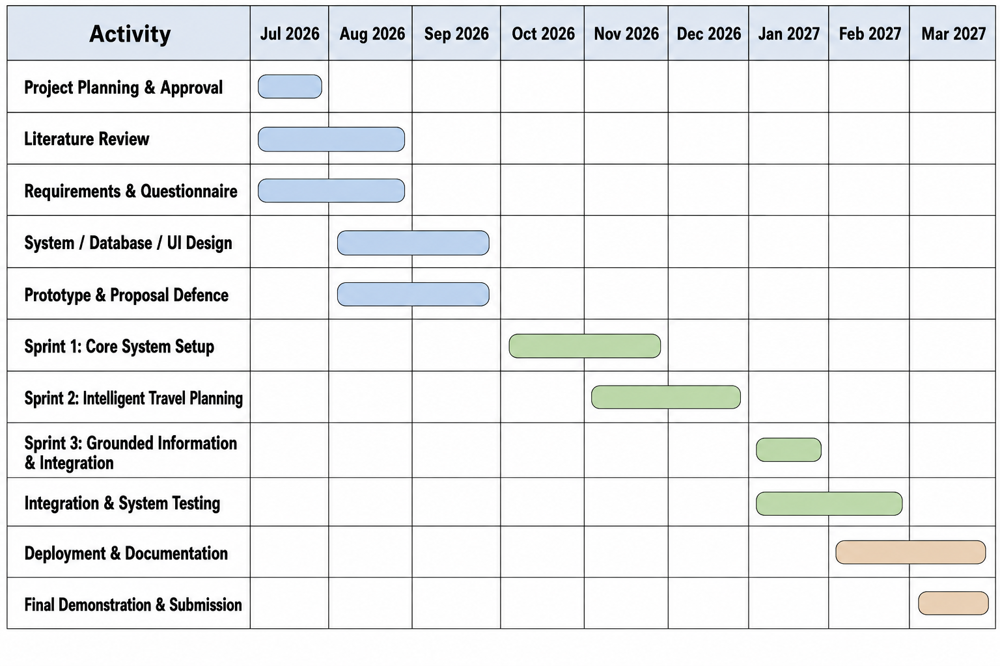 Activity Jul 2026 Aug 2026 Sep 2026 Oct 2026 Nov 2026 Dec 2026 Jan 2027 Feb 2027 Mar 2027
Project Planning & Approval
Literature Review
Requirements & Questionnaire
System / Database / UI Design
Prototype & Proposal Defence
Sprint 1: Core System Setup
Sprint 2: Intelligent Travel Planning
Sprint 3: Grounded Information
& Integration
Integration & System Testing
Deployment & Documentation
Final Demonstration & Submission